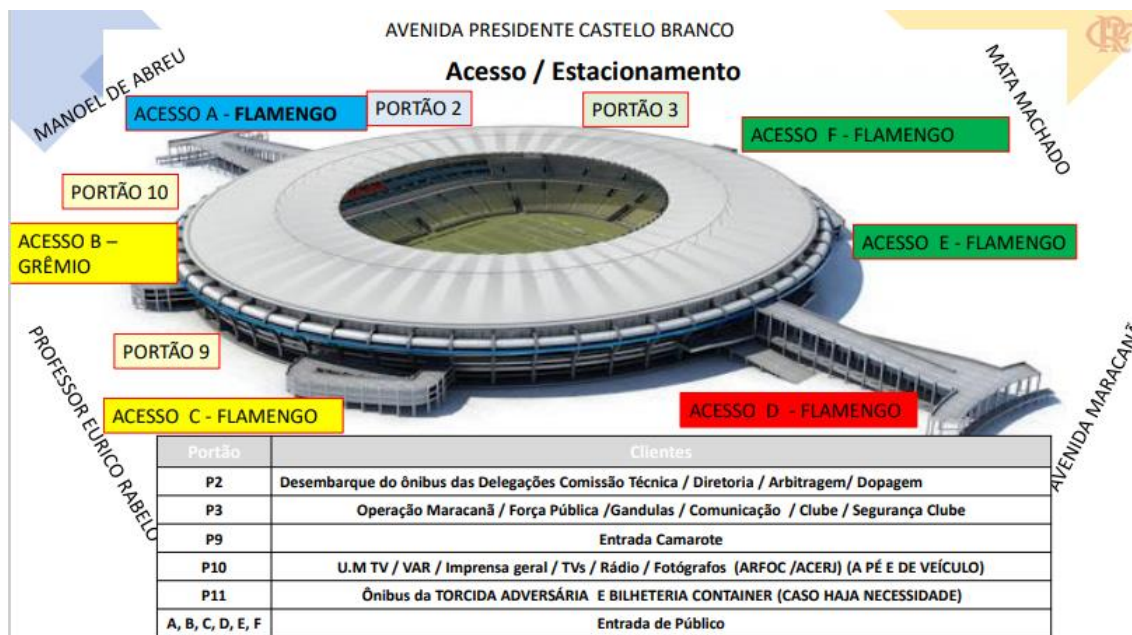 AVENIDA PRESIDENTE CASTELO BRANCO
Acesso / Estacionamento
MANOEL DE ABREU
MATA MACHADO
ACESSO A - FLAMENGO
PORTÃO 2
PORTÃO 3
ACESSO F - FLAMENGO
PORTÃO 10
ACESSO B –
GRÊMIO
ACESSO E - FLAMENGO
PORTÃO 9
PROFESSOR EURICO RABELO
AVENIDA MARACANÃ
ACESSO C - FLAMENGO
ACESSO D - FLAMENGO
Portão Clientes
P2 Desembarque do ônibus das Delegações Comissão Técnica / Diretoria / Arbitragem/ Dopagem
P3 Operação Maracanã / Força Pública /Gandulas / Comunicação / Clube / Segurança Clube
P9 Entrada Camarote
P10 U.M TV / VAR / Imprensa geral / TVs / Rádio / Fotógrafos (ARFOC /ACERJ) (A PÉ E DE VEÍCULO)
P11 Ônibus da TORCIDA ADVERSÁRIA E BILHETERIA CONTAINER (CASO HAJA NECESSIDADE)
A, B, C, D, E, F Entrada de Público